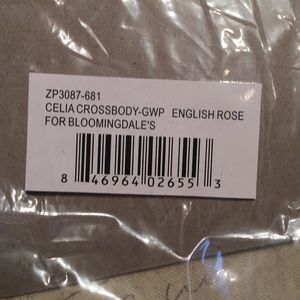 ZP3087-681
CELIA CROSSBODY-GWP ENGLISH ROSE
FOR BLOOMINGDALE'S
8 46964 02655 3